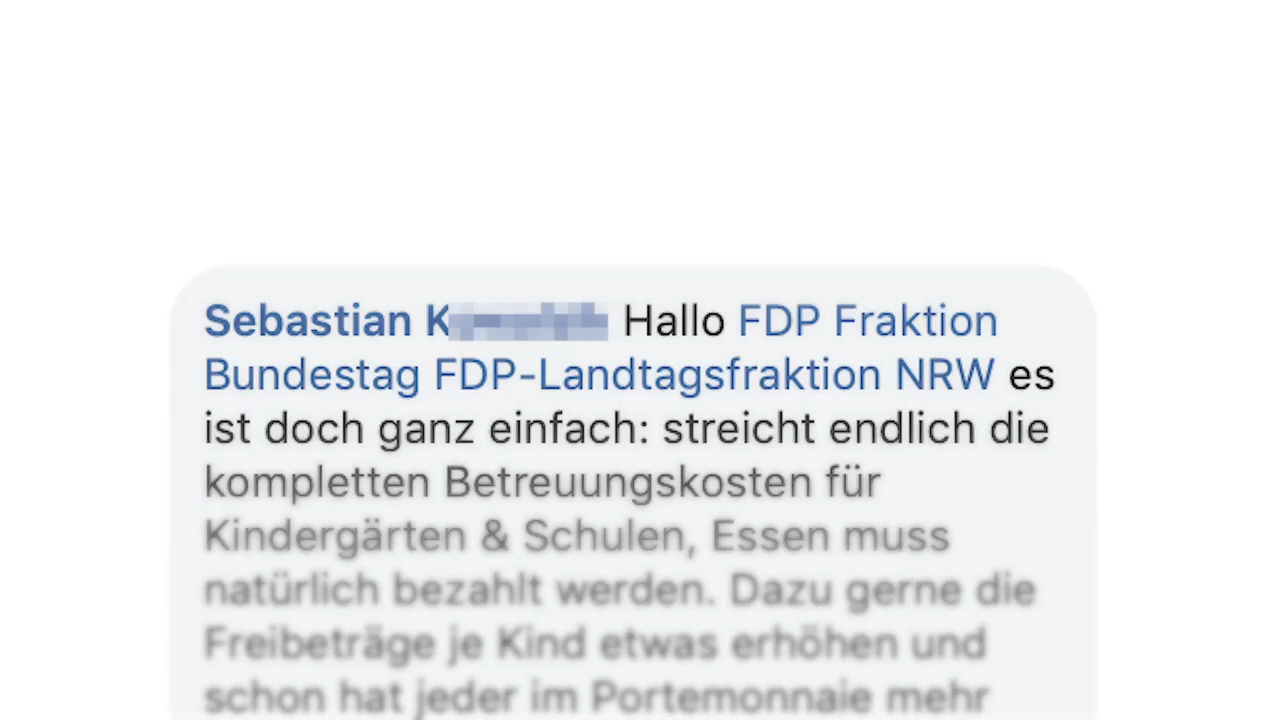 Sebastian K Hallo FDP Fraktion
Bundestag FDP-Landtagsfraktion NRW es
ist doch ganz einfach: streicht endlich die
kompletten Betreuungskosten für
Kindergärten & Schulen, Essen muss
natürlich bezahlt werden. Dazu gerne die
Freibeträge je Kind etwas erhöhen und
schon hat jeder im Portemonnaie mehr